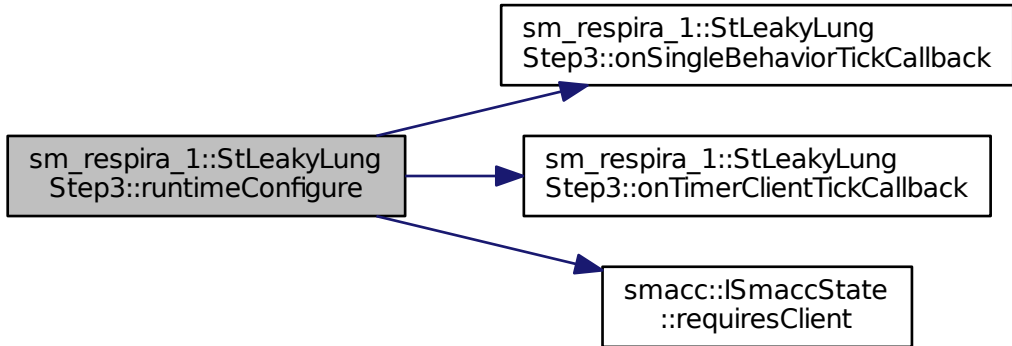 sm_respira_1::StLeakyLung
Step3::onSingleBehaviorTickCallback
sm_respira_1::StLeakyLung
Step3::runtimeConfigure
sm_respira_1::StLeakyLung
Step3::onTimerClientTickCallback
smacc::ISmaccState
::requiresClient